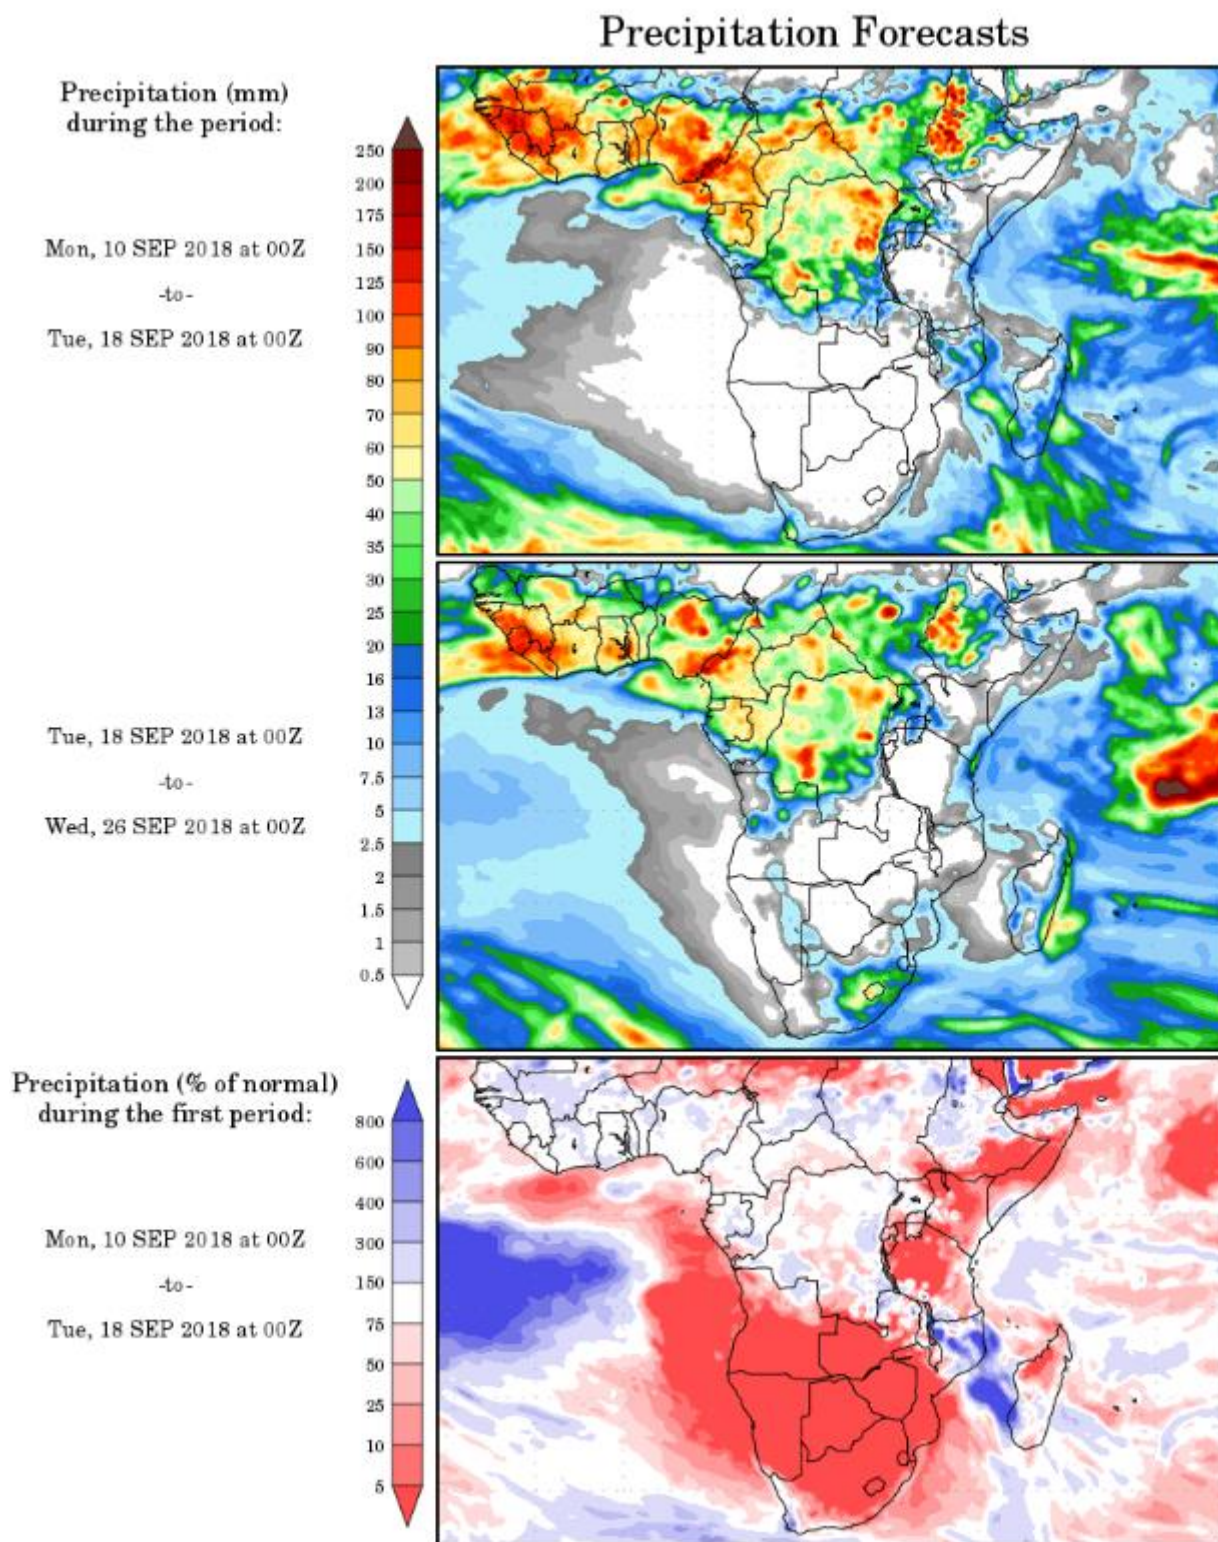 Precipitation Forecasts
Precipitation (mm)
during the period:
Mon, 10 SEP 2018 at 00Z
-to-
Tue, 18 SEP 2018 at 00Z
250
200
175
150
125
100
90
80
70
60
50
40
35
30
25
20
16
13
10
7.5
5
2.5
2
1.5
1
0.5
Tue, 18 SEP 2018 at 00Z
-to-
Wed, 26 SEP 2018 at 00Z
Precipitation (% of normal)
during the first period:
Mon, 10 SEP 2018 at 00Z
-to-
Tue, 18 SEP 2018 at 00Z
800
600
400
300
150
75
50
25
10
5